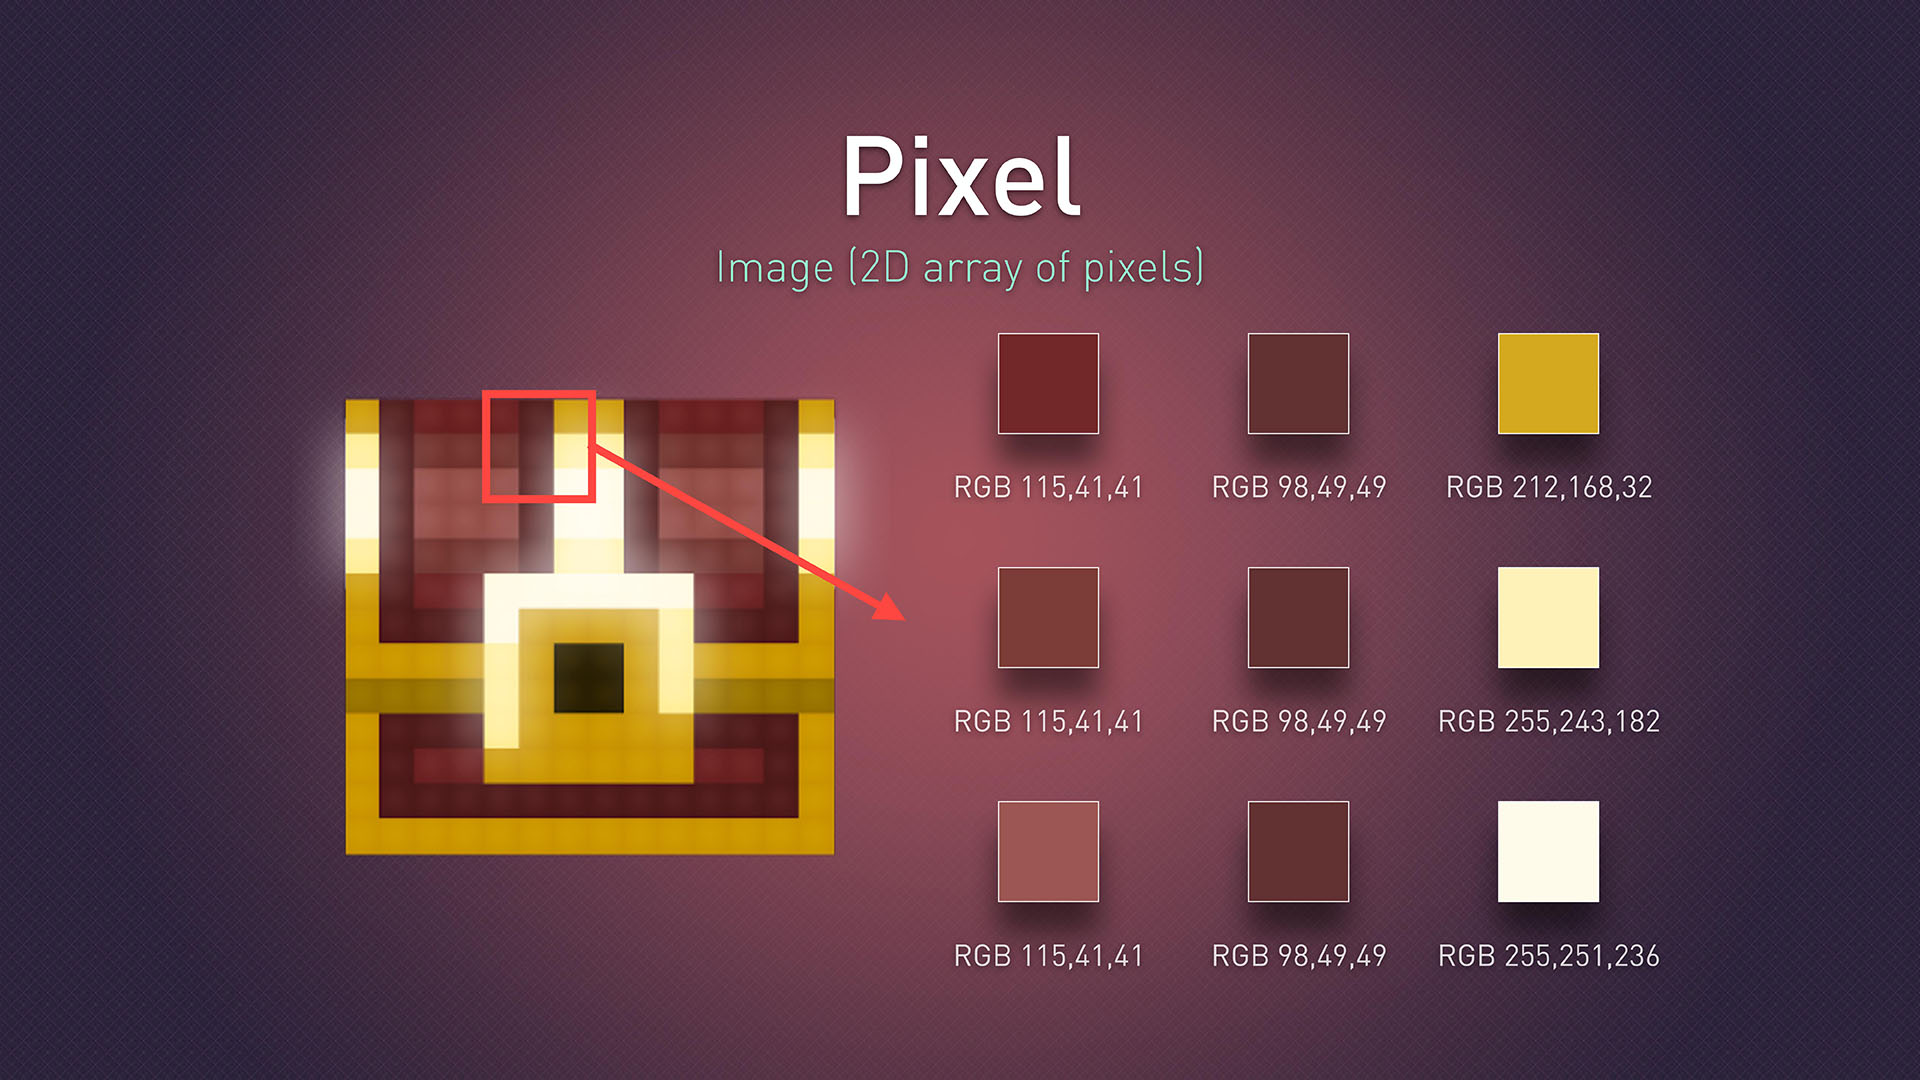 Pixel
Image (2D array of pixels)
RGB 115,41,41
RGB 98,49,49
RGB 212,168,32
RGB 115,41,41
RGB 98,49,49
RGB 255,243,182
RGB 115,41,41
RGB 98,49,49
RGB 255,251,236